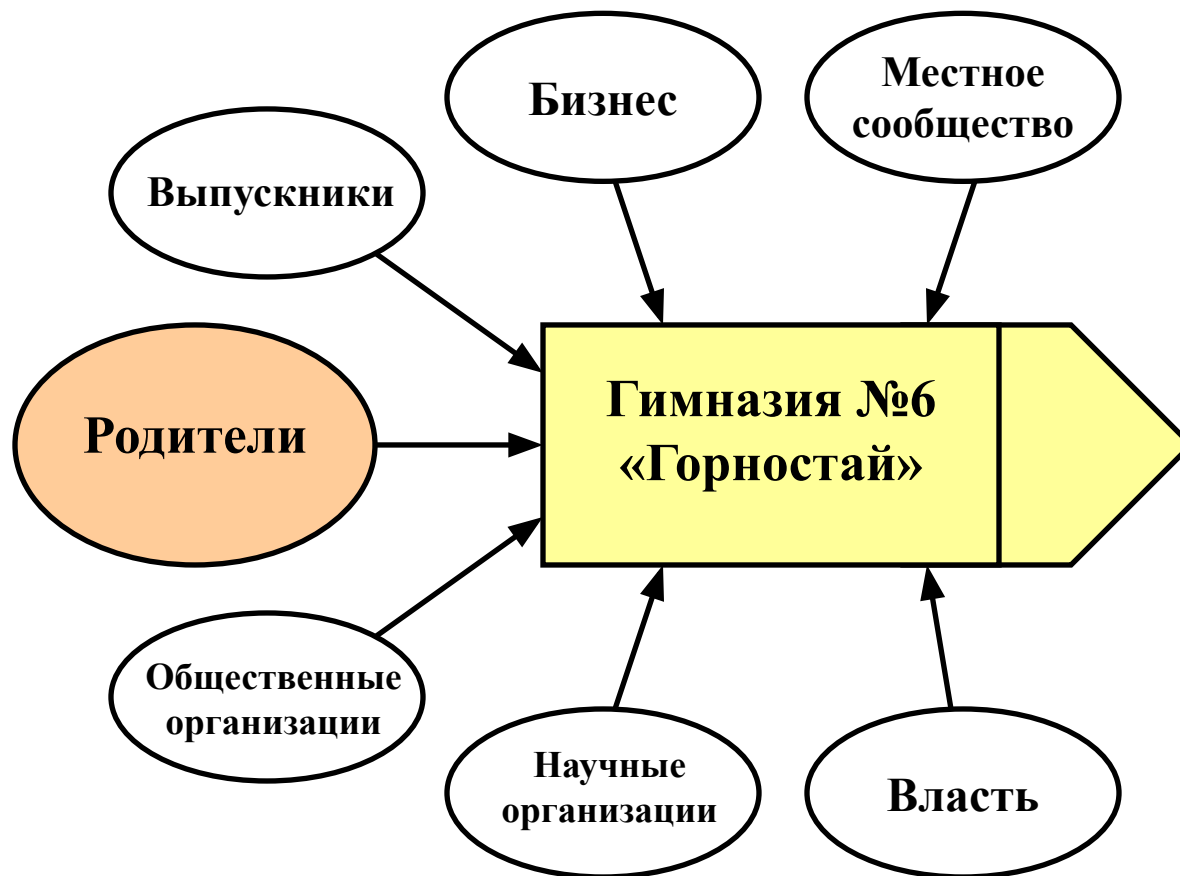 Бизнес
Местное
сообщество
Выпускники
Гимназия №6
«Горностай»
Родители
Общественные
организации
Научные
организации
Власть